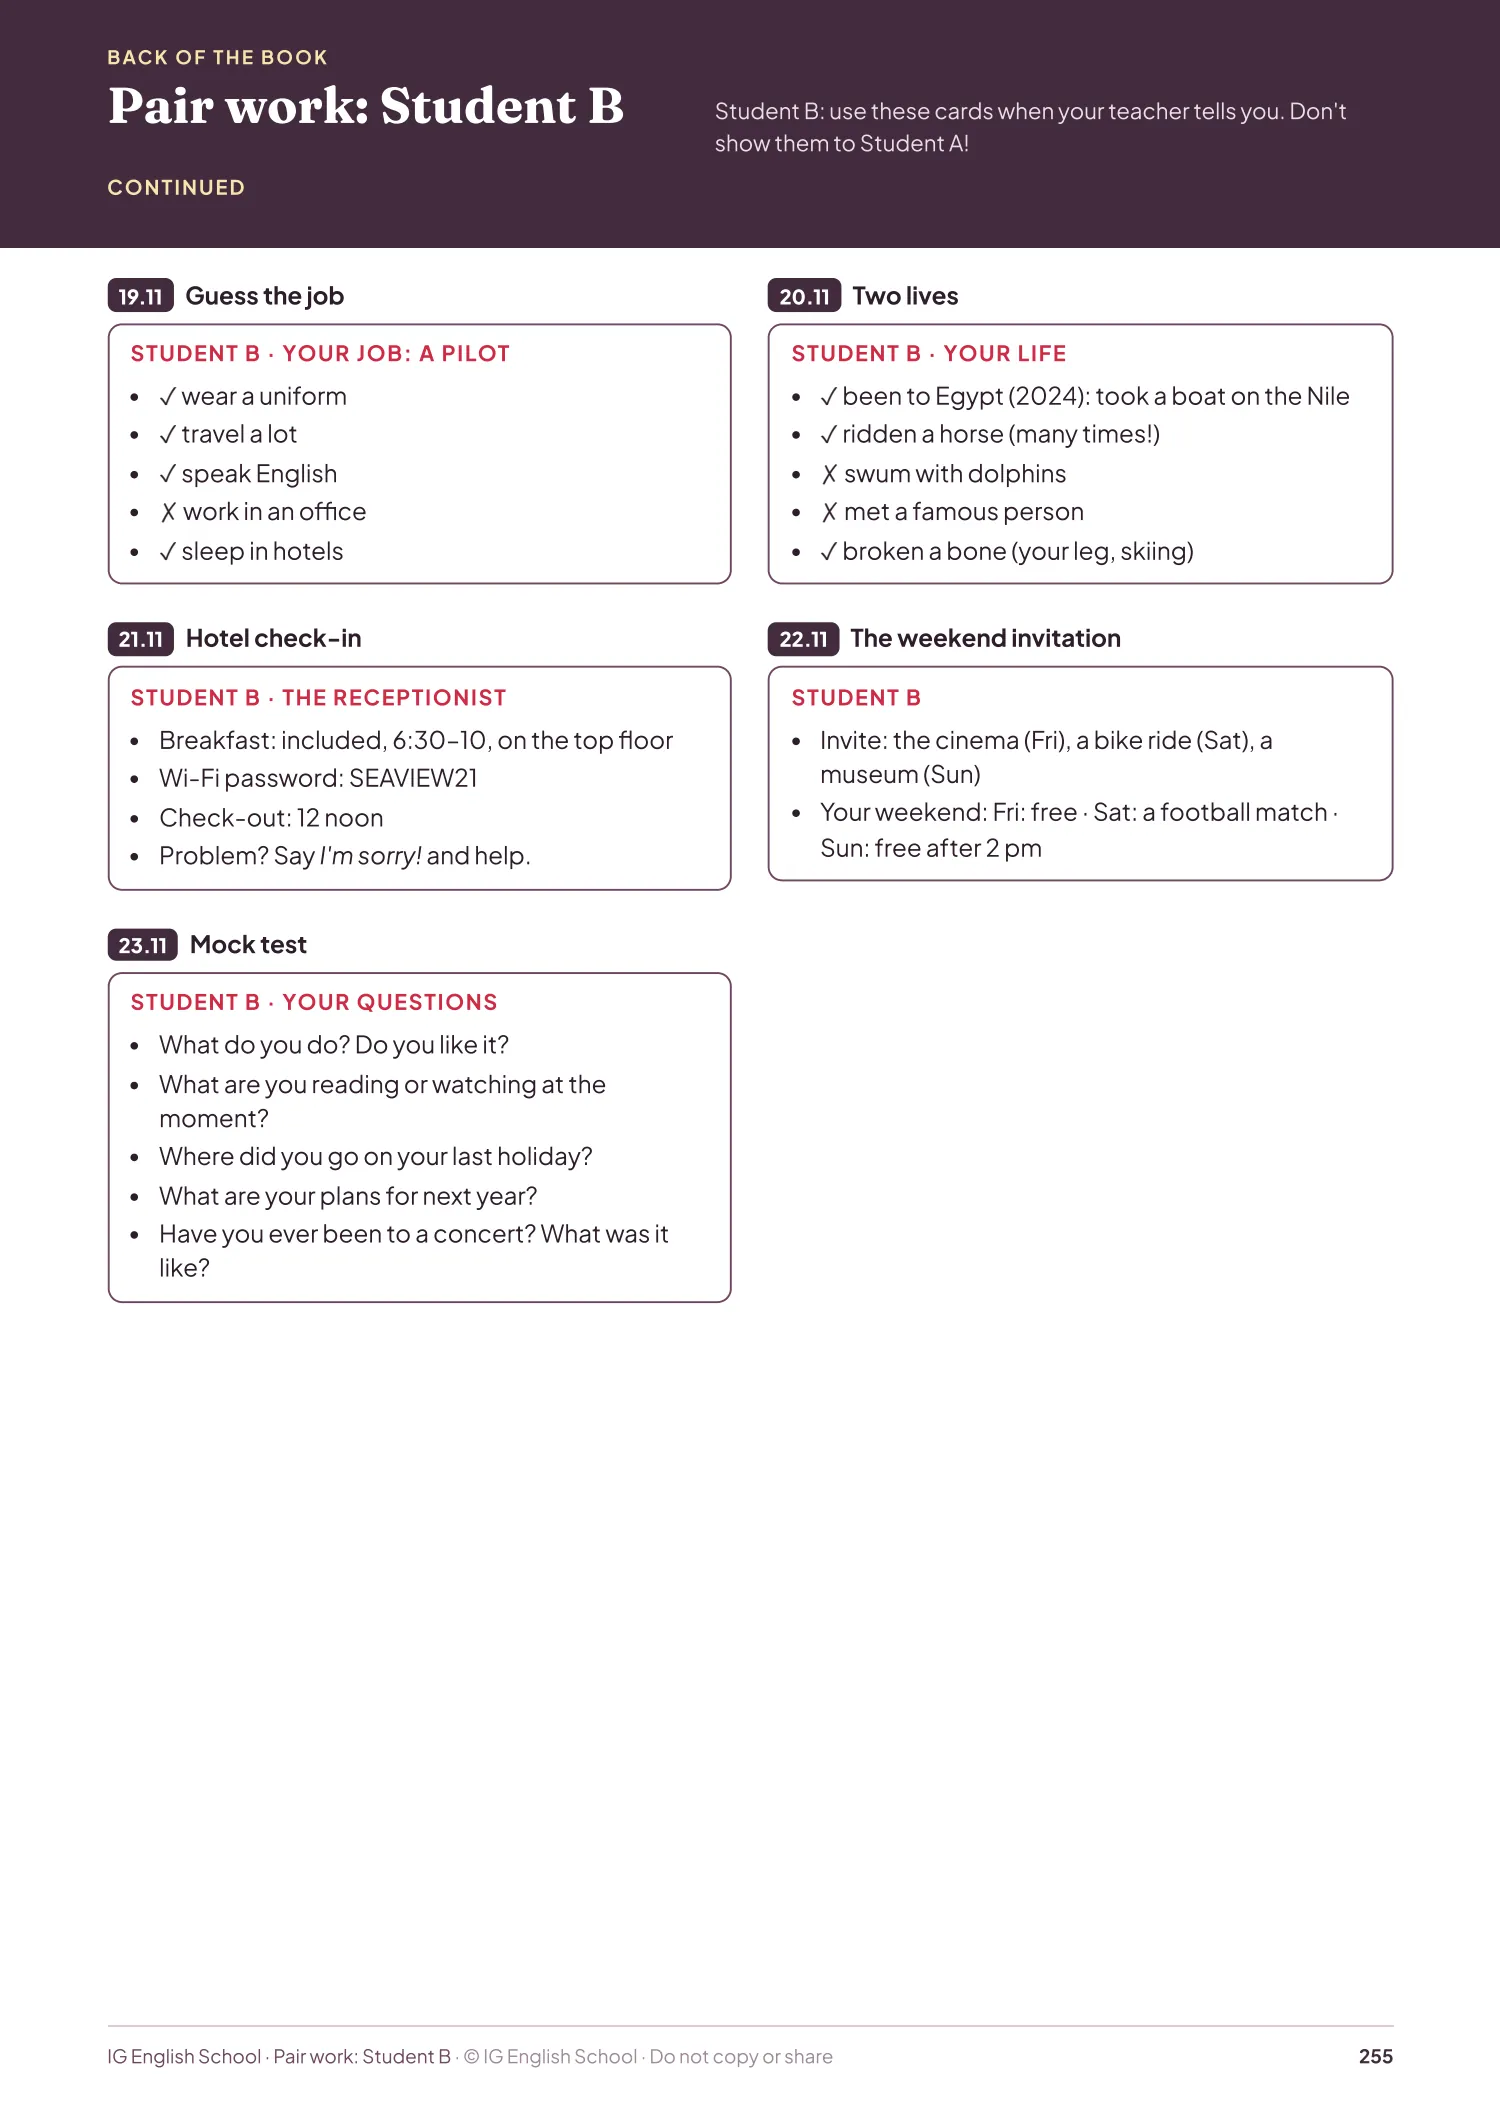 BACK OF THE BOOK
Pair work: Student B
Student B: use these cards when your teacher tells you. Don't
show them to Student A!
CONTINUED
19.11 Guess the job
STUDENT B · YOUR JOB: A PILOT
• ✓ wear a uniform
• ✓ travel a lot
• ✓ speak English
• ✗ work in an office
• ✓ sleep in hotels
20.11 Two lives
STUDENT B · YOUR LIFE
• ✓ been to Egypt (2024): took a boat on the Nile
• ✓ ridden a horse (many times!)
• ✗ swum with dolphins
• ✗ met a famous person
• ✓ broken a bone (your leg, skiing)
21.11 Hotel check-in
STUDENT B · THE RECEPTIONIST
• Breakfast: included, 6:30–10, on the top floor
• Wi-Fi password: SEAVIEW21
• Check-out: 12 noon
• Problem? Say I'm sorry! and help.
22.11 The weekend invitation
STUDENT B
• Invite: the cinema (Fri), a bike ride (Sat), a
museum (Sun)
• Your weekend: Fri: free · Sat: a football match ·
Sun: free after 2 pm
23.11 Mock test
STUDENT B · YOUR QUESTIONS
• What do you do? Do you like it?
• What are you reading or watching at the
moment?
• Where did you go on your last holiday?
• What are your plans for next year?
• Have you ever been to a concert? What was it
like?
IG English School · Pair work: Student B · © IG English School · Do not copy or share
255